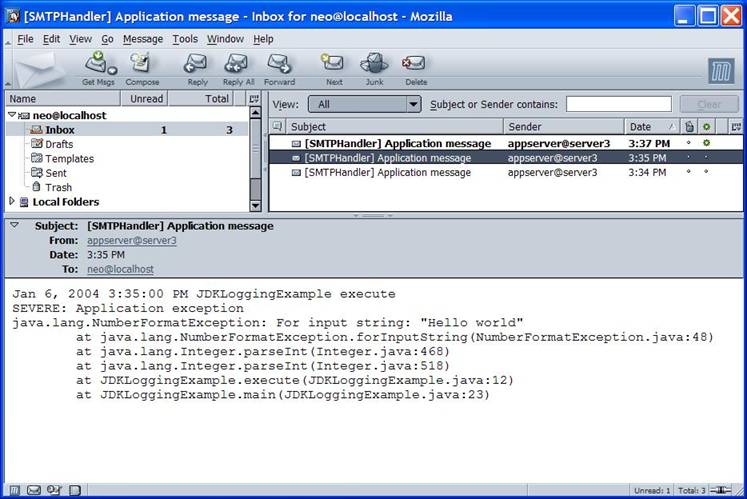 [SMTPHandler] Application message - Inbox for neo@localhost - Mozilla
File Edit View Go Message Tools Window Help
Get Msgs Compose Reply Reply All Forward Next Junk Delete
Name Unread Total
neo@localhost
Inbox 1 3
Drafts
Templates
Sent
Trash
Local Folders
View: All Subject or Sender contains: Clear
Subject Sender Date
[SMTPHandler] Application message appserver@server3 3:37 PM
[SMTPHandler] Application message appserver@server3 3:35 PM
[SMTPHandler] Application message appserver@server3 3:34 PM
Subject: [SMTPHandler] Application message
From: appserver@server3
Date: 3:35 PM
To: neo@localhost
Jan 6, 2004 3:35:00 PM JDKLoggingExample execute
SEVERE: Application exception
java.lang.NumberFormatException: For input string: "Hello world"
at java.lang.NumberFormatException.forInputString(NumberFormatException.java:48)
at java.lang.Integer.parseInt(Integer.java:468)
at java.lang.Integer.parseInt(Integer.java:518)
at JDKLoggingExample.execute(JDKLoggingExample.java:12)
at JDKLoggingExample.main(JDKLoggingExample.java:23)
Unread: 1 Total: 3